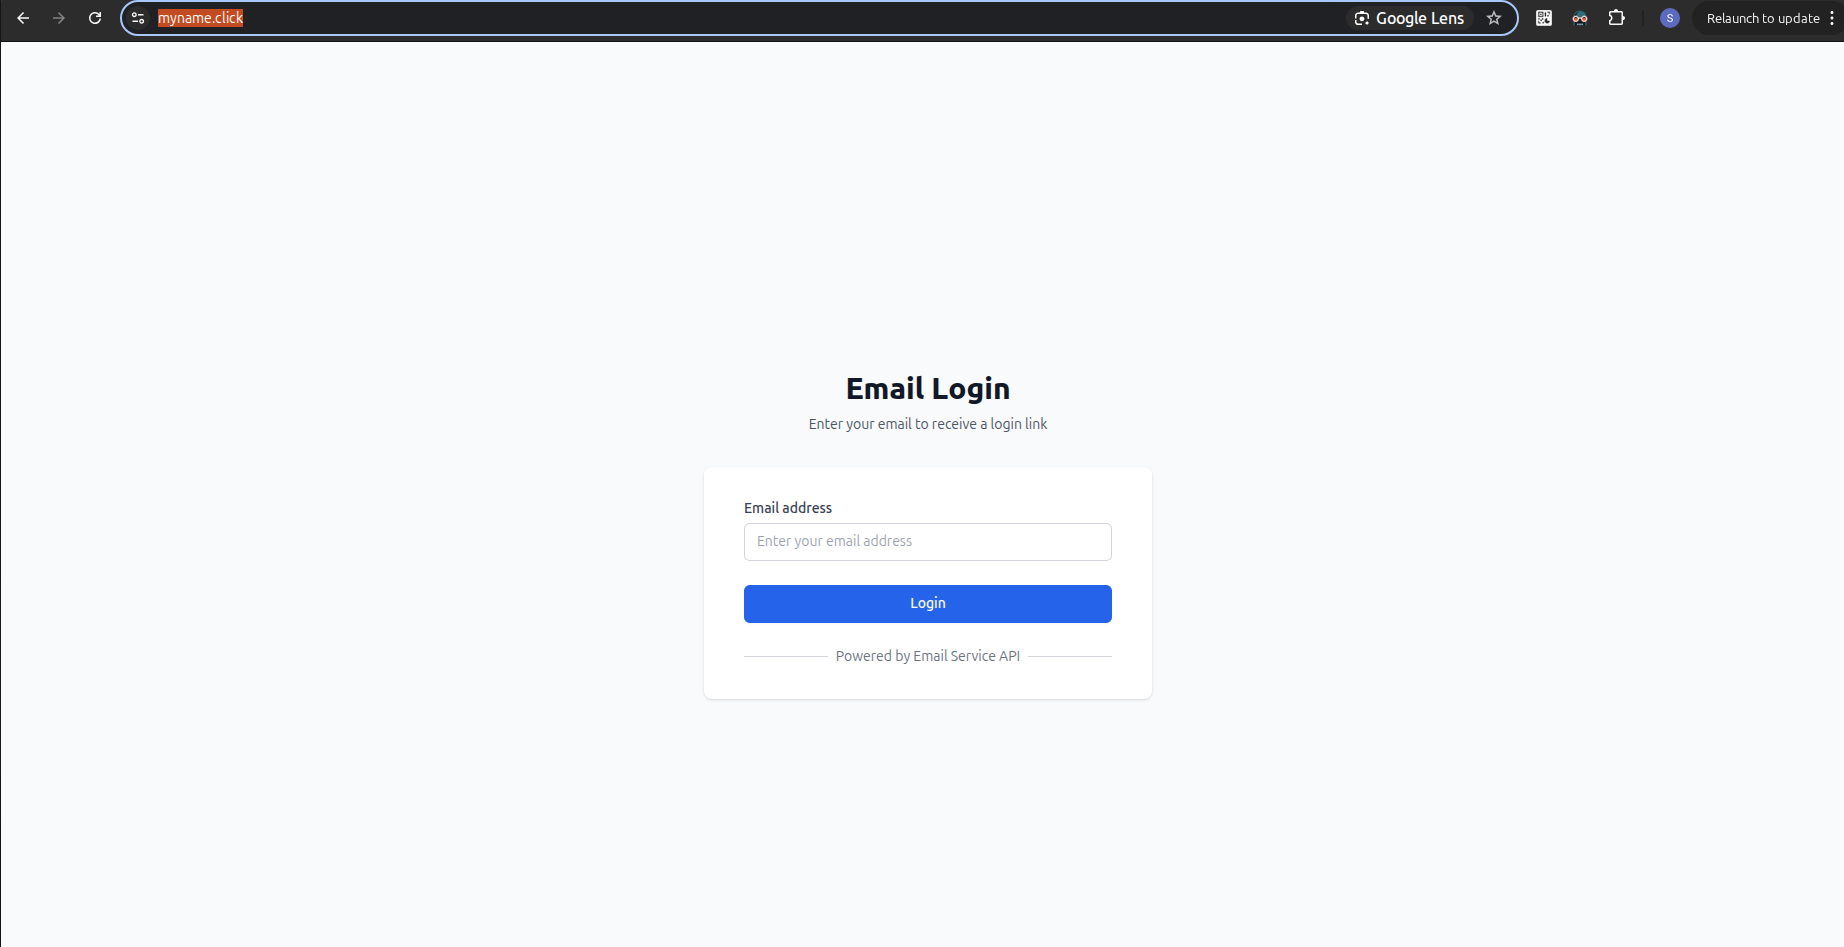 myname.click
Google Lens
S
Relaunch to update
Email Login
Enter your email to receive a login link
Email address
Enter your email address
Login
Powered by Email Service API